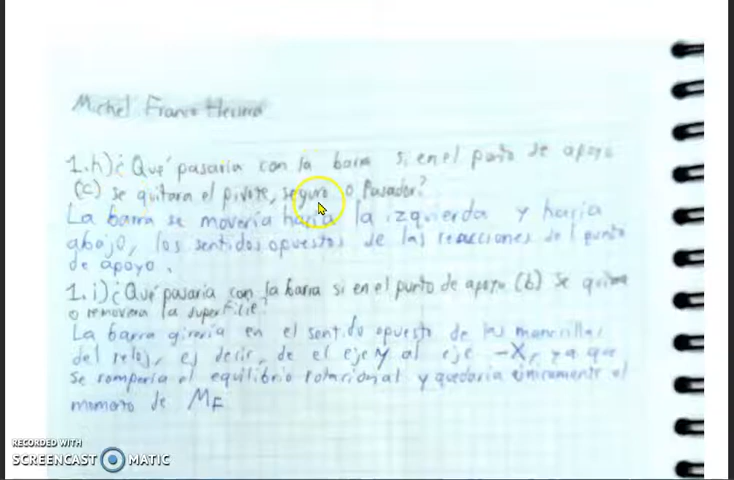 Michel Franco Herrera
1.h)¿Qué pasaria con la barra si en el punto de apoyo
(c) se quitara el pivote, seguro o Pasador?
La barra se movería hacia la izquierda y hacia
abajo, los sentidos opuestos de las reacciones del punto
de apoyo.
1.i)¿Qué pasaria con la barra si en el punto de apoyo (b) se quita
o removiera la superficie?
La barra giraría en el sentido opuesto de las manecillas
del reloj, es decir, de el eje y al eje -X, ya que
se rompería el equilibrio rotacional y quedaría únicamente el
momento de MF
RECORDED WITH
SCREENCAST MATIC